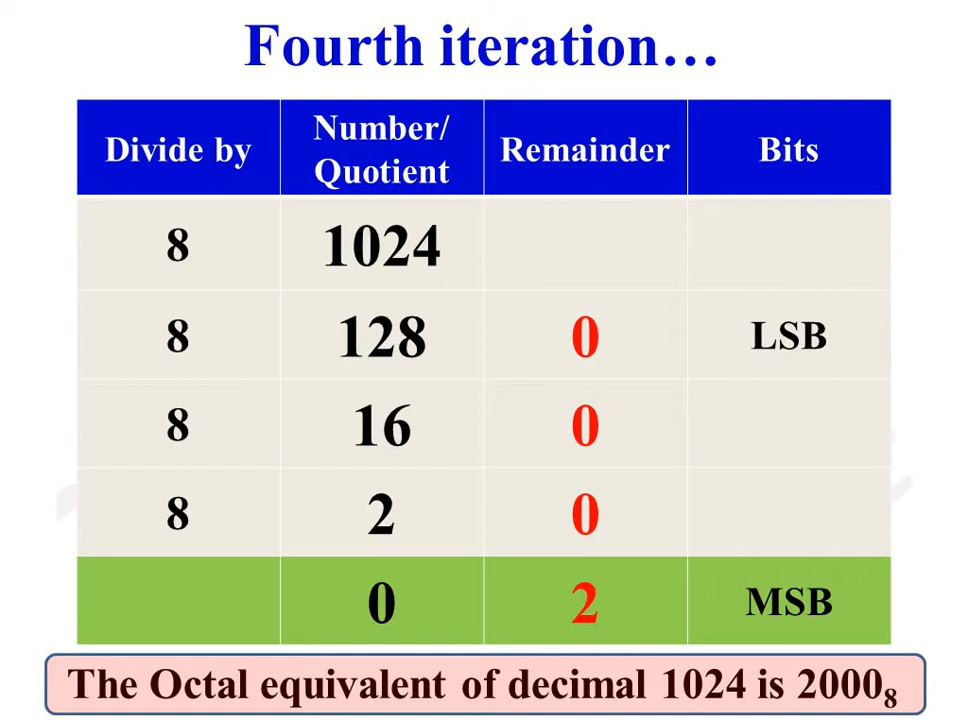 Fourth iteration…
Divide by Number/ Quotient Remainder Bits
8 1024
8 128 0 LSB
8 16 0
8 2 0
0 2 MSB
The Octal equivalent of decimal 1024 is 2000₈